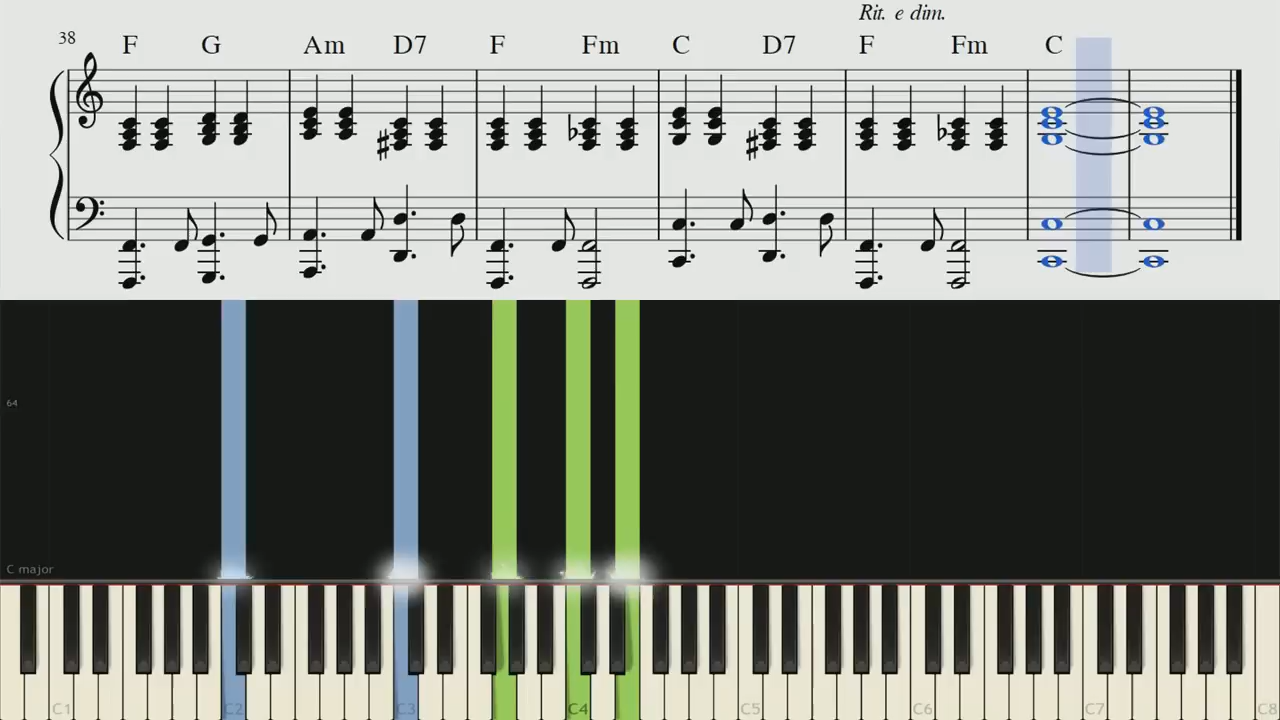 Rit. e dim.
38 F G Am D7 F Fm C D7 F Fm C
64
C major
C1 C2 C3 C4 C5 C6 C7 C8